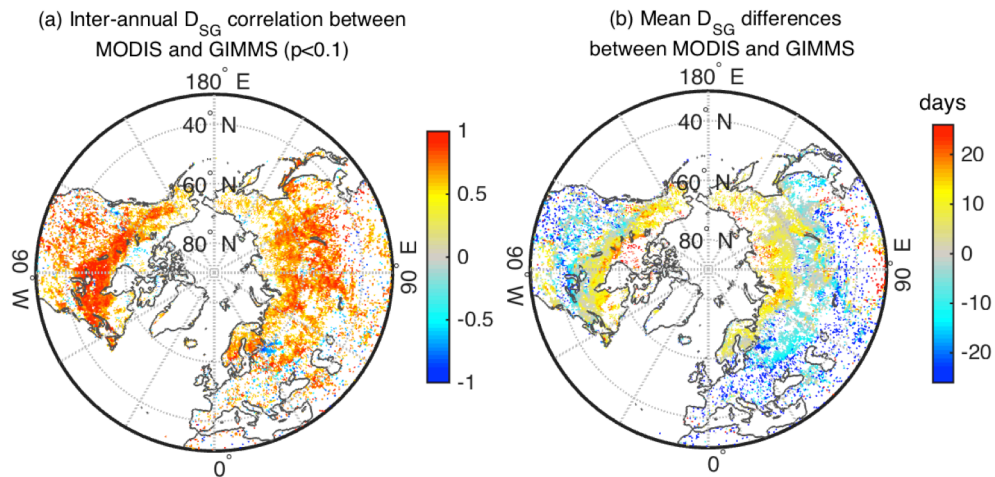 (a) Inter-annual D_SG correlation between
MODIS and GIMMS (p<0.1)
180° E
40° N
60° N
80° N
90° W
90° E
0°
1
0.5
0
-0.5
-1
(b) Mean D_SG differences
between MODIS and GIMMS
180° E
40° N
60° N
80° N
90° W
90° E
0°
days
20
10
0
-10
-20